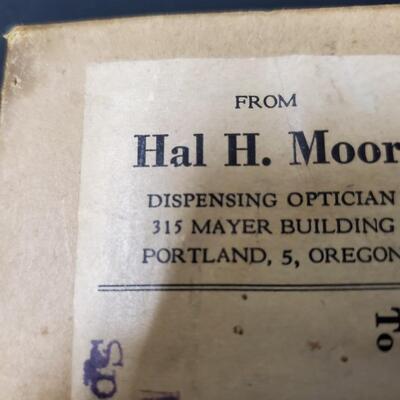 FROM
Hal H. Moor
DISPENSING OPTICIAN
315 MAYER BUILDING
PORTLAND, 5, OREGON
To